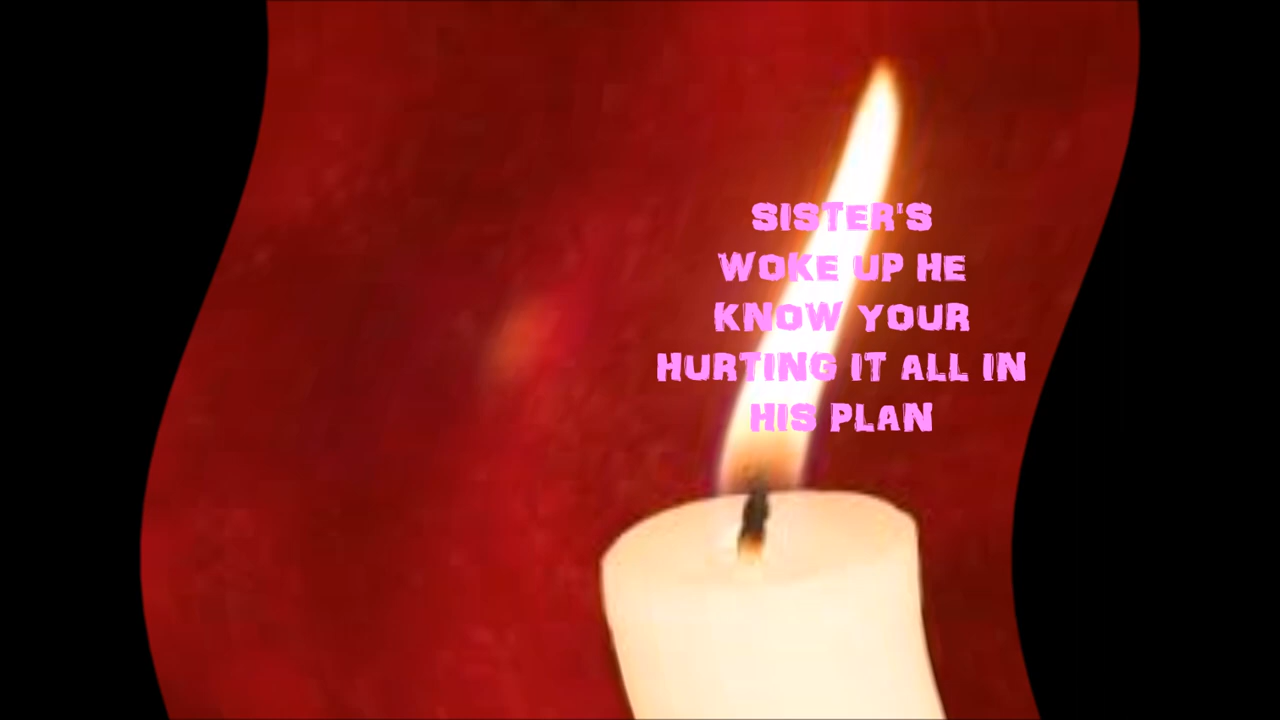 SISTER'S
WOKE UP HE
KNOW YOUR
HURTING IT ALL IN
HIS PLAN